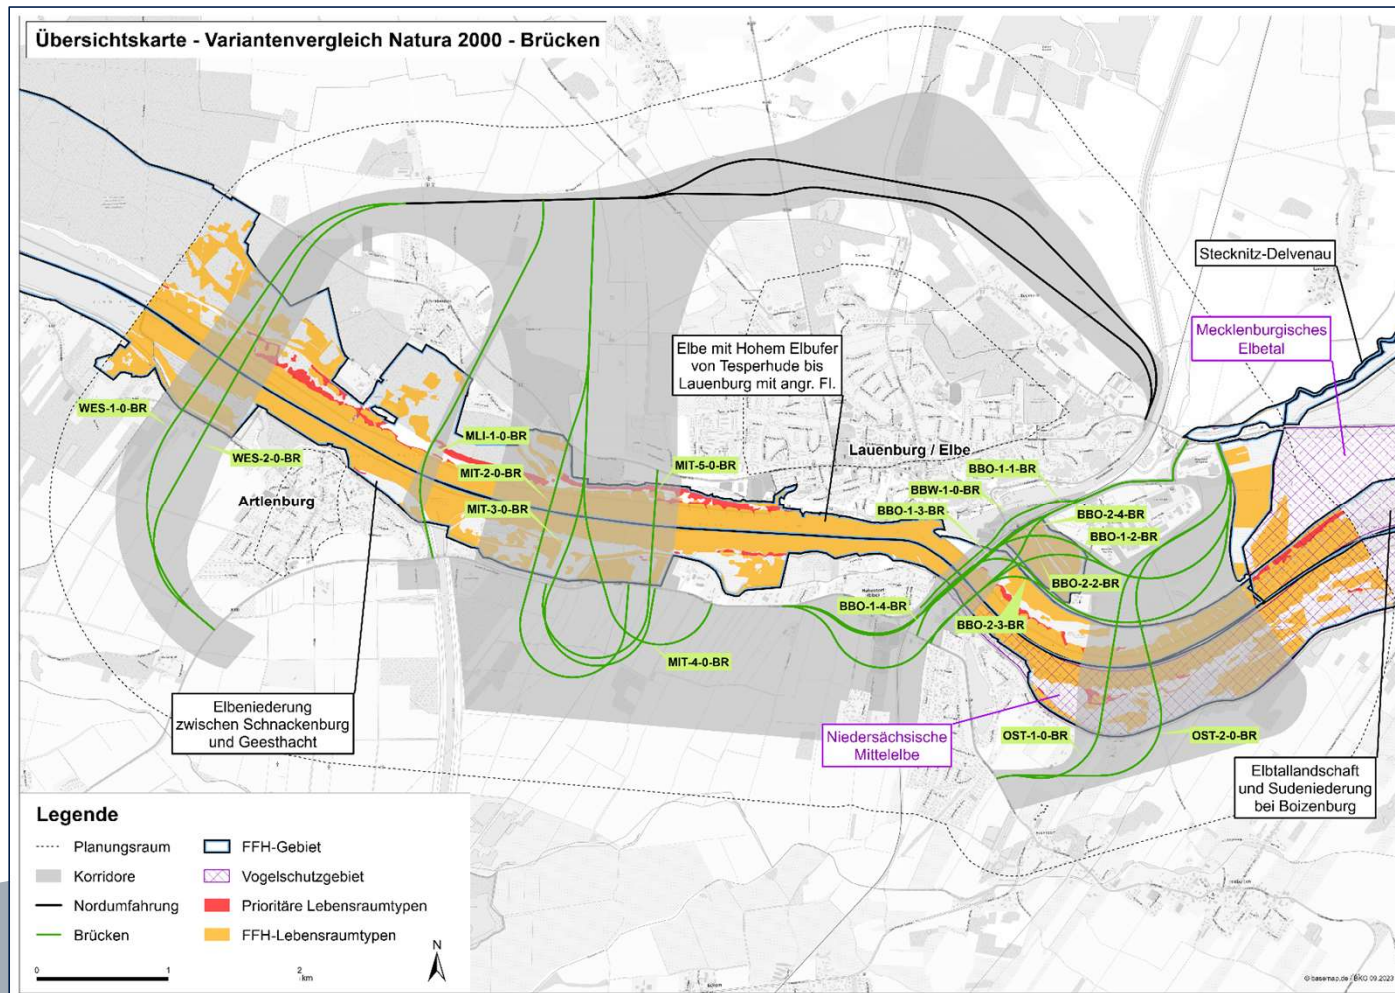 Übersichtskarte - Variantenvergleich Natura 2000 - Brücken
Stecknitz-Delvenau
Mecklenburgisches
Elbetal
Elbe mit Hohem Elbufer
von Tesperhude bis
Lauenburg mit angr. Fl.
WES-1-0-BR
WES-2-0-BR
Artlenburg
MLI-1-0-BR
MIT-2-0-BR
MIT-3-0-BR
MIT-5-0-BR
Lauenburg / Elbe
BBO-1-1-BR
BBW-1-0-BR
BBO-1-3-BR
BBO-2-4-BR
BBO-1-2-BR
BBO-2-2-BR
BBO-1-4-BR
BBO-2-3-BR
MIT-4-0-BR
Elbeniederung
zwischen Schnackenburg
und Geesthacht
Niedersächsische
Mittelelbe
OST-1-0-BR
OST-2-0-BR
Elbtallandschaft
und Sudeniederung
bei Boizenburg
Legende
Planungsraum
Korridore
Nordumfahrung
Brücken
FFH-Gebiet
Vogelschutzgebiet
Prioritäre Lebensraumtypen
FFH-Lebensraumtypen
0 1 2
km
N
© basemap.de / BKG 09.2023